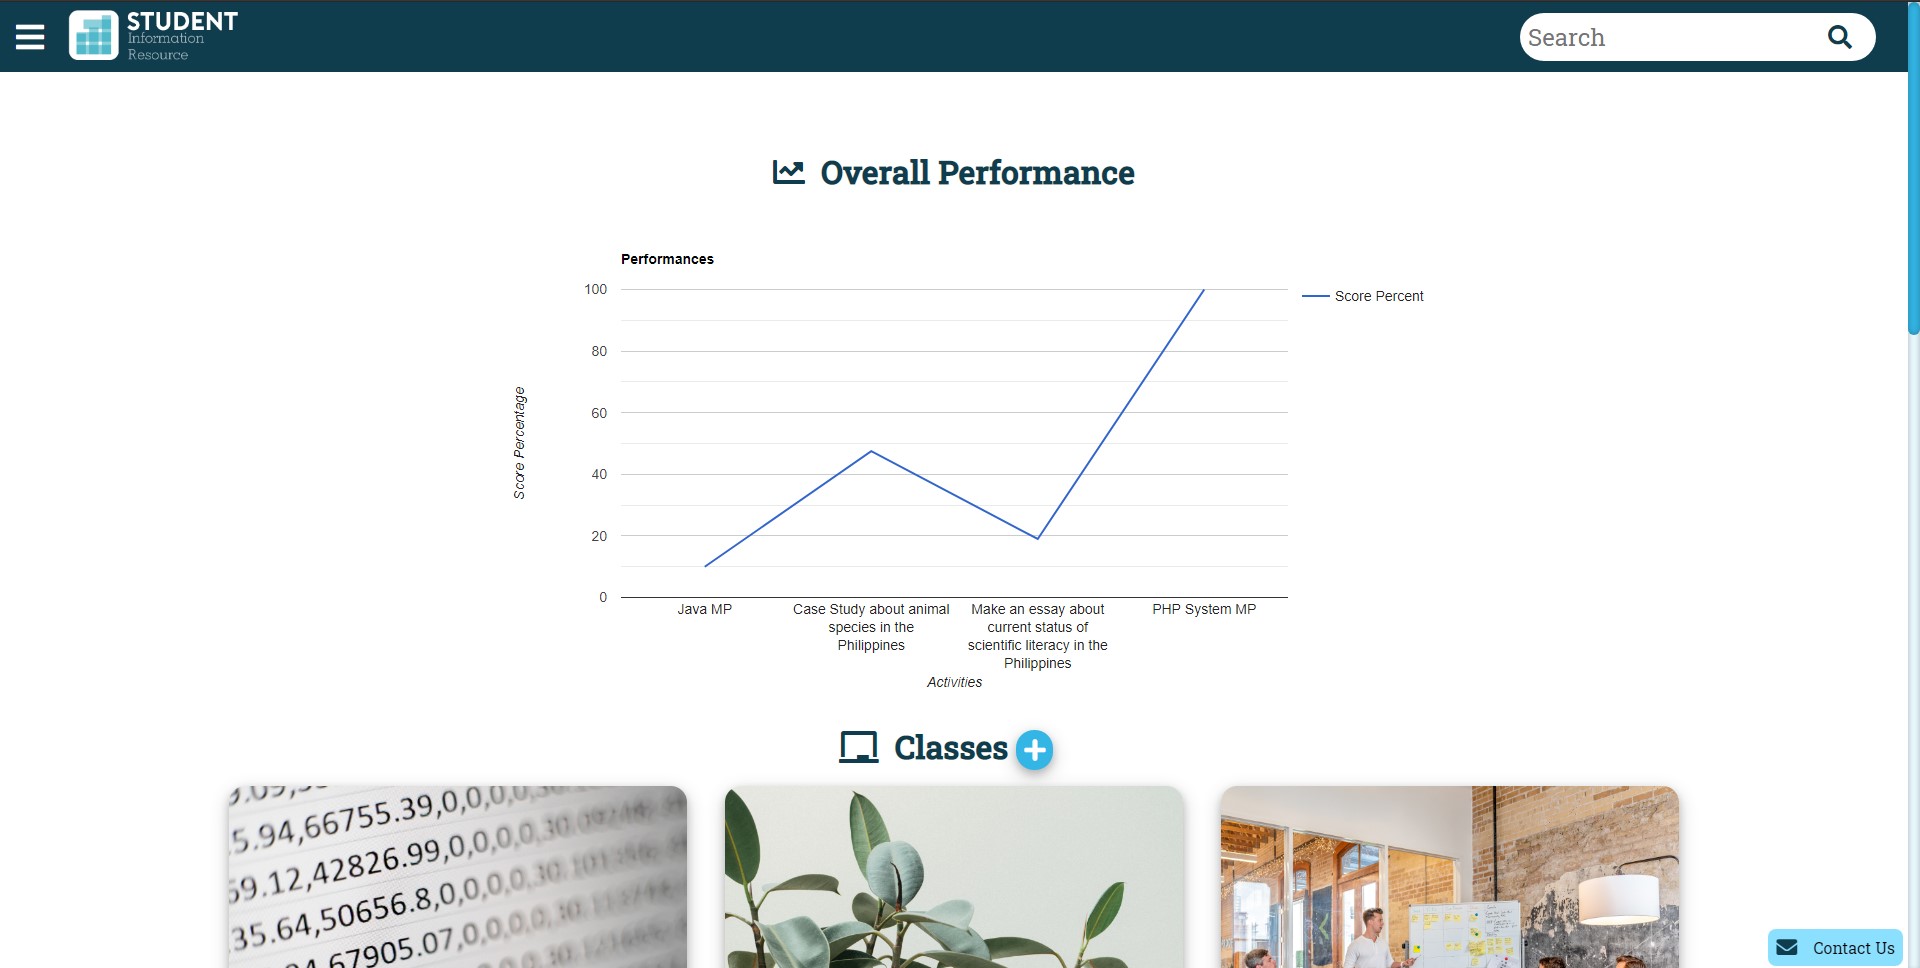 STUDENT
Information
Resource
Search
Overall Performance
Performances
100
80
60
40
20
0
Score Percentage
Score Percent
Java MP
Case Study about animal
species in the
Philippines
Make an essay about
current status of
scientific literacy in the
Philippines
PHP System MP
Activities
Classes
5.94,66755.39,0,0,0,0,30.
59.12,42826.99,0,0,0,0,30.09248
35.64,50656.8,0,0,0,0,30.101386
67905.07,0,0,0,0,30.
Contact Us